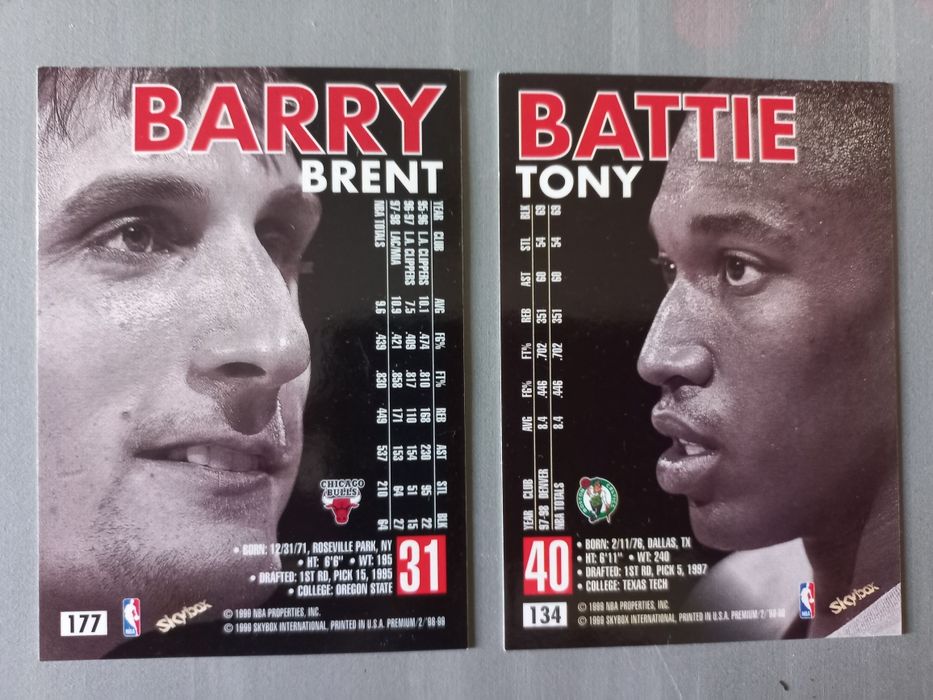 BARRY
BRENT
YEAR CLUB AVG FG% FT% REB AST STL BLK
95-96 L.A. CLIPPERS 10.1 .474 .810 168 230 95 22
96-97 L.A. CLIPPERS 7.5 .409 .817 110 154 51 15
97-98 LAC/MIA 10.9 .421 .858 171 153 64 27
NBA TOTALS 9.6 .439 .830 449 537 210 64
CHICAGO
BULLS
• BORN: 12/31/71, ROSEVILLE PARK, NY
• HT: 6'6" • WT: 195
• DRAFTED: 1ST RD, PICK 15, 1995
• COLLEGE: OREGON STATE
31
177
NBA
Skybox
© 1999 NBA PROPERTIES, INC.
© 1999 SKYBOX INTERNATIONAL, PRINTED IN U.S.A. PREMIUM/2/'98-99
BATTIE
TONY
YEAR CLUB AVG FG% FT% REB AST STL BLK
97-98 DENVER 8.4 .446 .702 351 60 54 69
NBA TOTALS 8.4 .446 .702 351 60 54 69
40
• BORN: 2/11/76, DALLAS, TX
• HT: 6'11" • WT: 240
• DRAFTED: 1ST RD, PICK 5, 1997
• COLLEGE: TEXAS TECH
134
NBA
Skybox
© 1999 NBA PROPERTIES, INC.
© 1999 SKYBOX INTERNATIONAL, PRINTED IN U.S.A. PREMIUM/2/'98-99